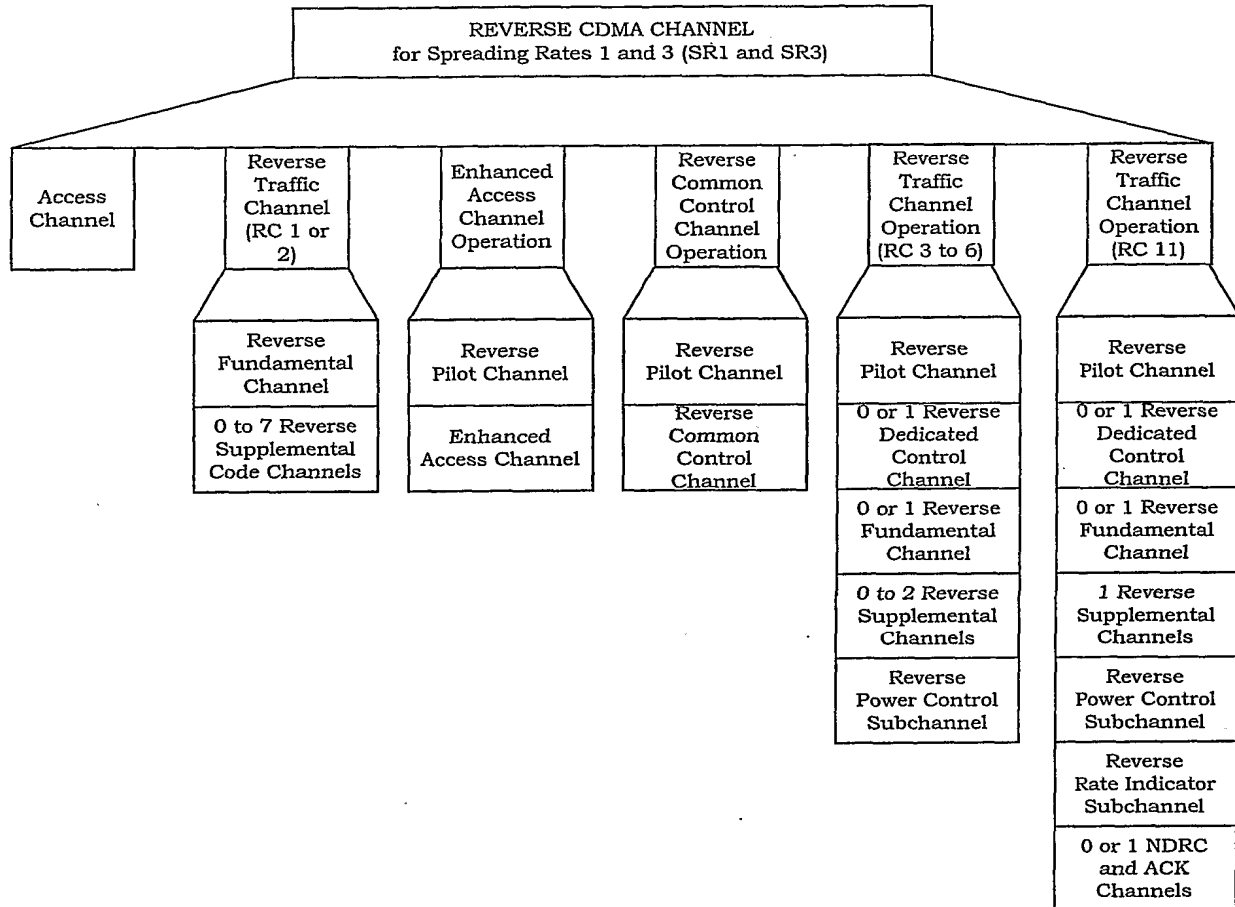 REVERSE CDMA CHANNEL
for Spreading Rates 1 and 3 (SR1 and SR3)
Access
Channel
Reverse
Traffic
Channel
(RC 1 or
2)
Enhanced
Access
Channel
Operation
Reverse
Common
Control
Channel
Operation
Reverse
Traffic
Channel
Operation
(RC 3 to 6)
Reverse
Traffic
Channel
Operation
(RC 11)
Reverse
Fundamental
Channel
0 to 7 Reverse
Supplemental
Code Channels
Reverse
Pilot Channel
Enhanced
Access Channel
Reverse
Pilot Channel
Reverse
Common
Control
Channel
Reverse
Pilot Channel
0 or 1 Reverse
Dedicated
Control
Channel
0 or 1 Reverse
Fundamental
Channel
0 to 2 Reverse
Supplemental
Channels
Reverse
Power Control
Subchannel
Reverse
Pilot Channel
0 or 1 Reverse
Dedicated
Control
Channel
0 or 1 Reverse
Fundamental
Channel
1 Reverse
Supplemental
Channels
Reverse
Power Control
Subchannel
Reverse
Rate Indicator
Subchannel
0 or 1 NDRC
and ACK
Channels